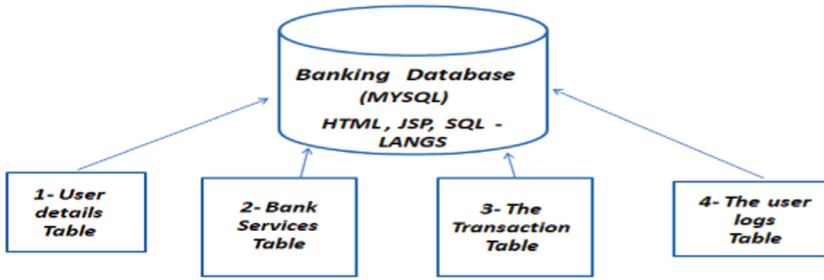 Banking Database
(MYSQL)
HTML, JSP, SQL -
LANGS
1- User
details
Table
2- Bank
Services
Table
3- The
Transaction
Table
4- The user
logs
Table